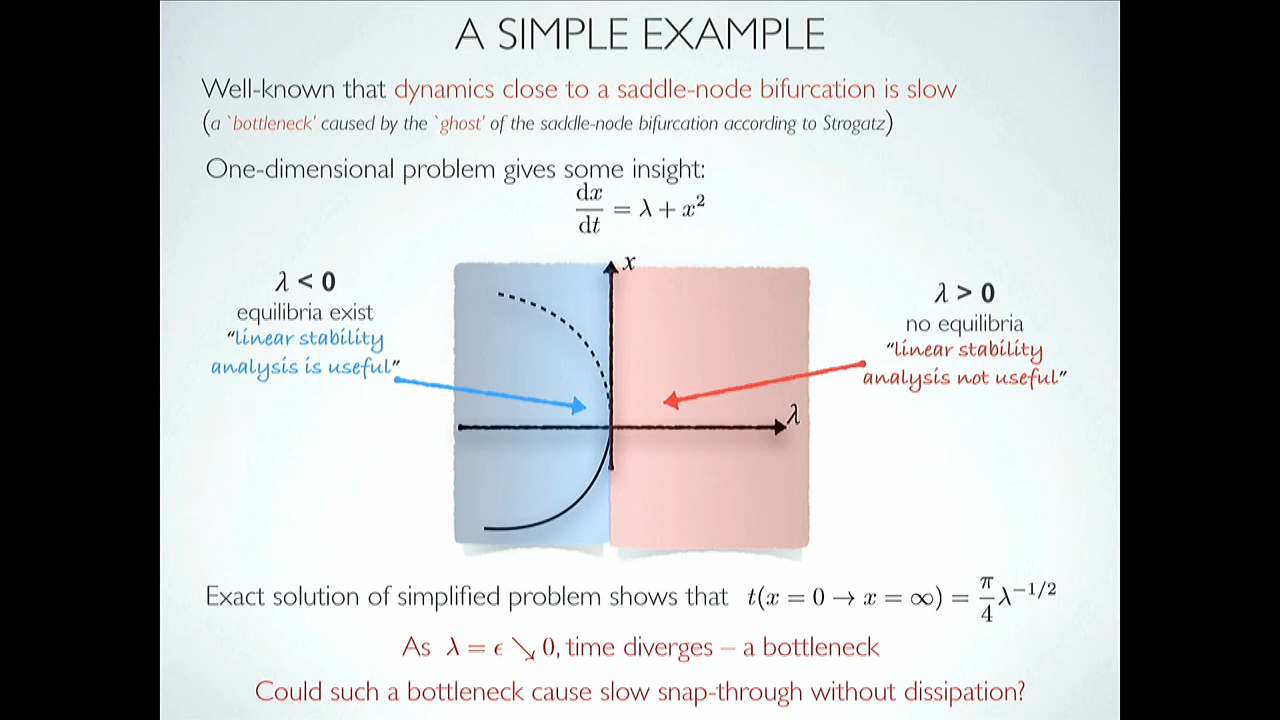 A SIMPLE EXAMPLE
Well-known that dynamics close to a saddle-node bifurcation is slow
(a `bottleneck' caused by the `ghost' of the saddle-node bifurcation according to Strogatz)
One-dimensional problem gives some insight:
dx/dt = λ + x²
x
λ < 0
equilibria exist
"linear stability
analysis is useful"
λ > 0
no equilibria
"linear stability
analysis not useful"
λ
Exact solution of simplified problem shows that t(x = 0 → x = ∞) = π/4 λ^{-1/2}
As λ = ϵ ↘ 0, time diverges – a bottleneck
Could such a bottleneck cause slow snap-through without dissipation?